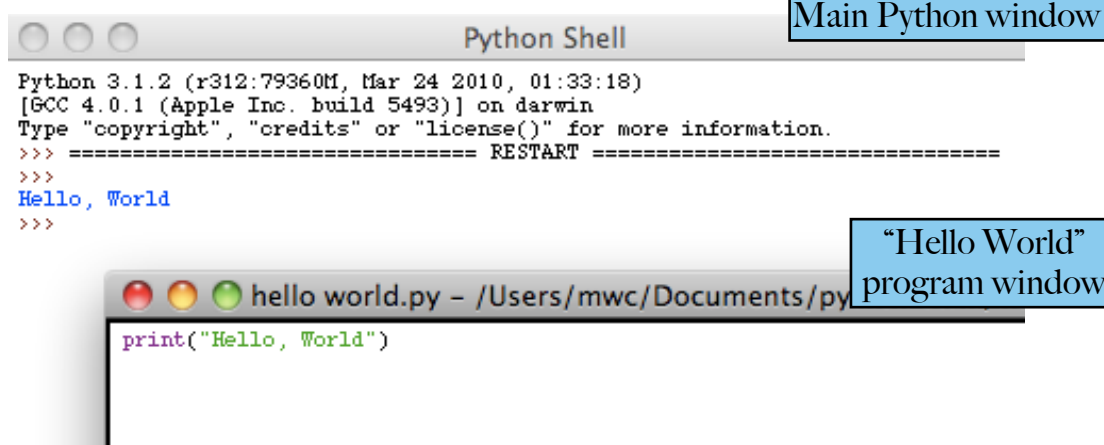 Main Python window
Python Shell
Python 3.1.2 (r312:79360M, Mar 24 2010, 01:33:18)
[GCC 4.0.1 (Apple Inc. build 5493)] on darwin
Type "copyright", "credits" or "license()" for more information.
>>> ================================ RESTART ================================
>>>
Hello, World
>>>
“Hello World”
program window
hello world.py – /Users/mwc/Documents/py
print("Hello, World")